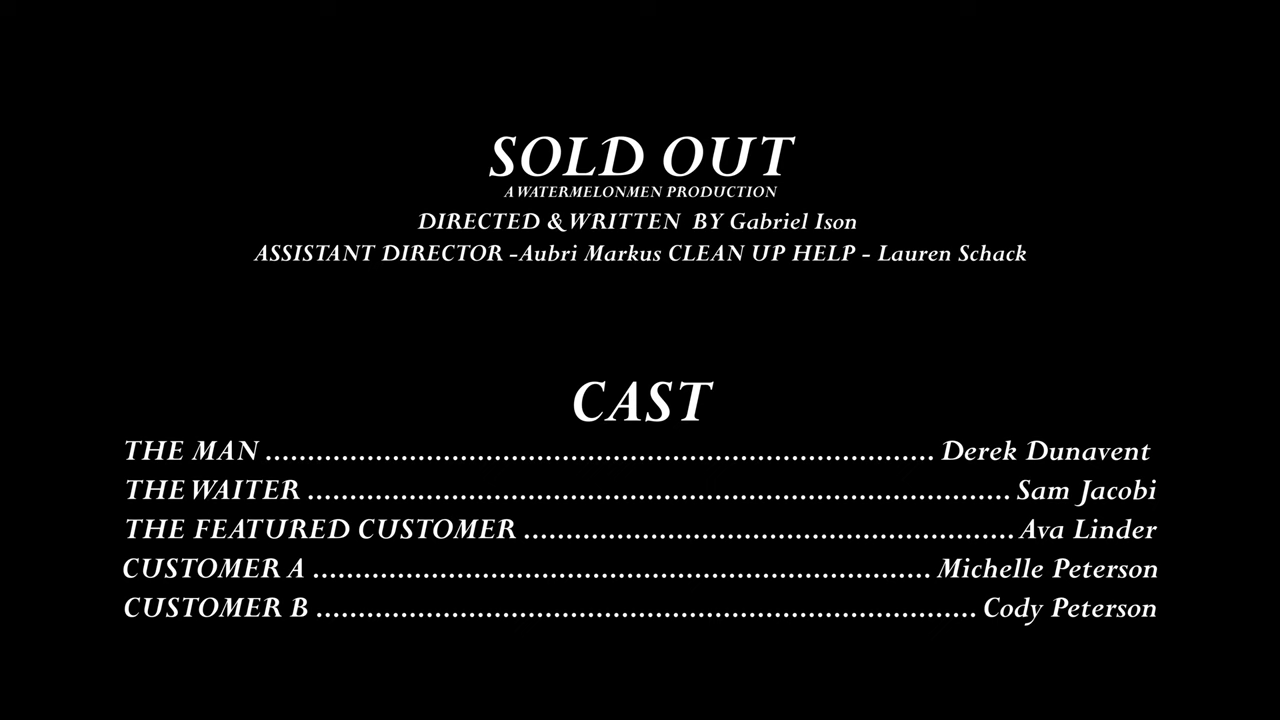 SOLD OUT
A WATERMELONMEN PRODUCTION
DIRECTED & WRITTEN BY Gabriel Ison
ASSISTANT DIRECTOR -Aubri Markus CLEAN UP HELP - Lauren Schack
CAST
THE MAN ................................................................................ Derek Dunavent
THE WAITER .................................................................................... Sam Jacobi
THE FEATURED CUSTOMER ........................................................... Ava Linder
CUSTOMER A .......................................................................... Michelle Peterson
CUSTOMER B ............................................................................... Cody Peterson